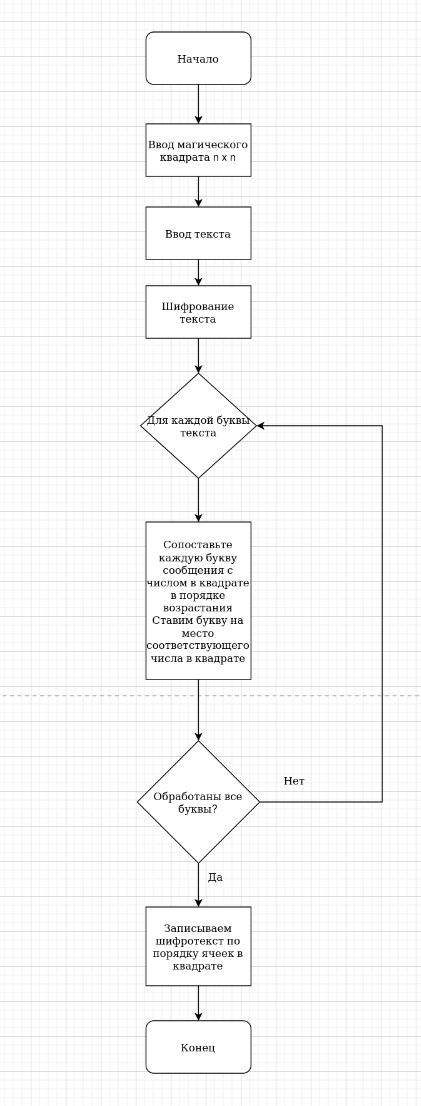 Начало
Ввод магического
квадрата n x n
Ввод текста
Шифрование
текста
Для каждой буквы
текста
Сопоставьте
каждую букву
сообщения с
числом в квадрате
в порядке
возрастания
Ставим букву на
место
соответствующего
числа в квадрате
Нет
Обработаны все
буквы?
Да
Записываем
шифротекст по
порядку ячеек в
квадрате
Конец